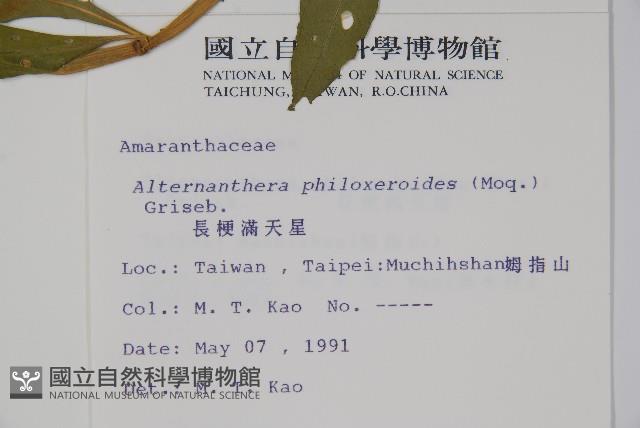 國立自然科學博物館
NATIONAL M OF NATURAL SCIENCE
TAICHUNG, WAN, R.O.CHINA
Amaranthaceae
Alternanthera philoxeroides (Moq.)
Griseb.
長梗滿天星
Loc.: Taiwan , Taipei:Muchihshan姆指山
Col.: M. T. Kao No. -----
Date: May 07 , 1991
Det.: M. T. Kao
國立自然科學博物館
NATIONAL MUSEUM OF NATURAL SCIENCE